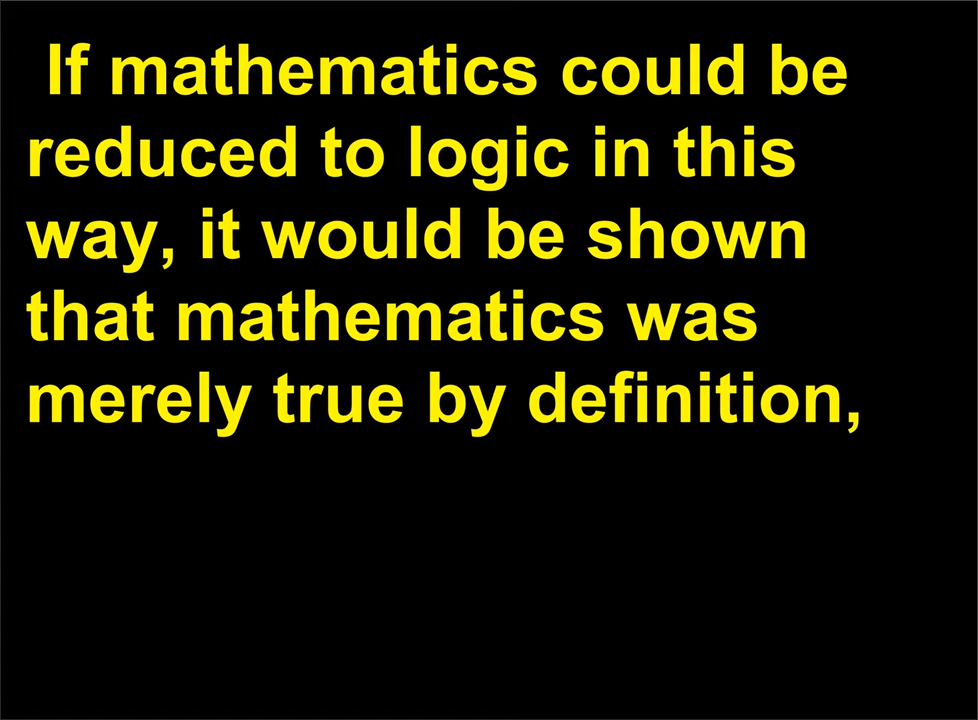 If mathematics could be
reduced to logic in this
way, it would be shown
that mathematics was
merely true by definition,